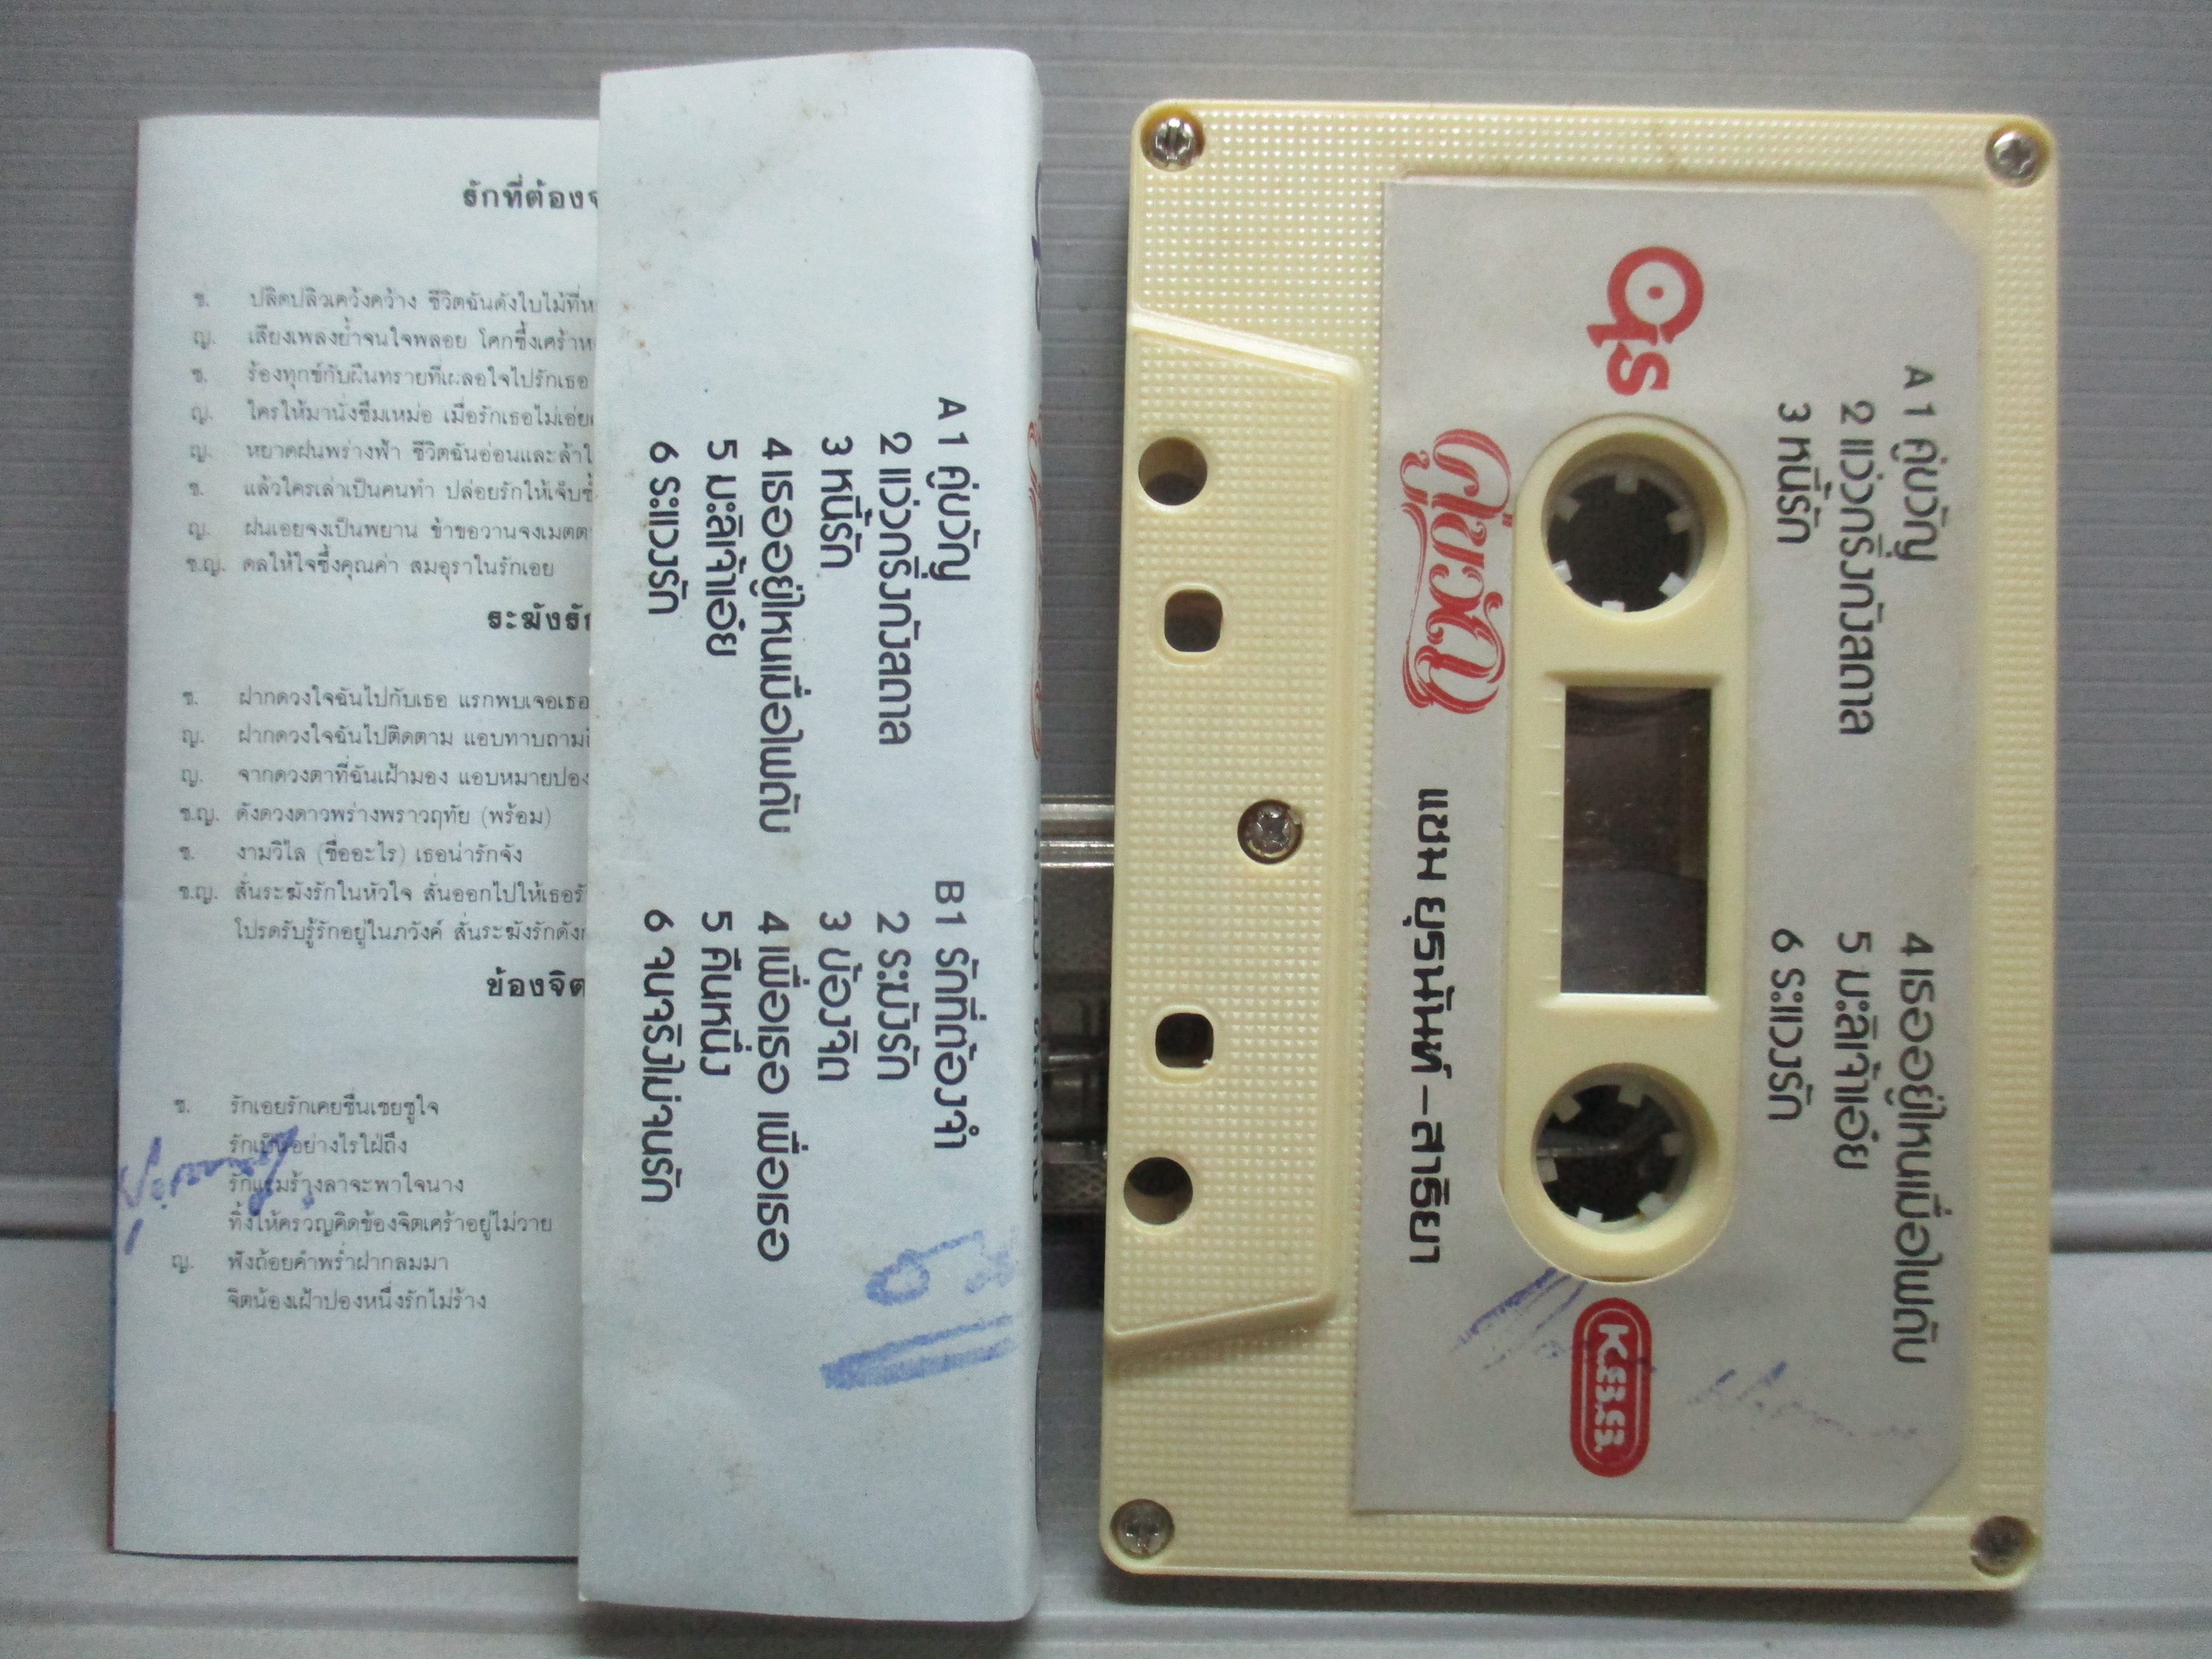 รักที่ต้องจ
ช. ปลิดปลิวเคว้งคว้าง ชีวิตฉันดังใบไม้ที่ห
ญ. เสียงเพลงย้ำจนใจพลอย โศกซึ้งเศร้าห
ช. ร้องทุกข์กับผืนทรายที่เผลอใจไปรักเธอ
ญ. ใครให้มานั่งซึมเหม่อ เมื่อรักเธอไม่เอ่ย
ญ. หยาดฝนพร่างฟ้า ชีวิตฉันอ่อนและล้าใ
ช. แล้วใครเล่าเป็นคนทำ ปล่อยรักให้เจ็บช้ำ
ญ. ฝนเอยจงเป็นพยาน ข้าขอวานจงเมตตา
ช.ญ. ดลให้ใจซึ้งคุณค่า สมอุราในรักเอย
ระฆังรัก
ช. ฝากดวงใจฉันไปกับเธอ แรกพบเจอเธอ
ญ. ฝากดวงใจฉันไปติดตาม แอบทาบถาม
ญ. จากดวงตาที่ฉันเฝ้ามอง แอบหมายปอง
ช.ญ. ดังดวงดาวพร่างพราวฤทัย (พร้อม)
ช. งามวิไล (ชื่ออะไร) เธอน่ารักจัง
ช.ญ. สั่นระฆังรักในหัวใจ สั่นออกไปให้เธอรั
โปรดรับรู้รักอยู่ในภวังค์ สั่นระฆังรักดัง
ข้องจิต
ช. รักเอยรักเคยชื่นเชยชูใจ
รักเป็นอย่างไรใฝ่ถึง
รักแรมร้างลาจะพาใจนาง
ทิ้งให้ครวญคิดข้องจิตเศร้าอยู่ไม่วาย
ญ. ฟังถ้อยคำพร่ำฝากลมมา
จิตน้องเฝ้าปองหนึ่งรักไม่ร้าง
A 1 คู่ขวัญ
2 แว่วกริ่งกังสดาล
3 หนี้รัก
4 เธออยู่ไหนเมื่อไฟดับ
5 มะลิเจ้าเอ๋ย
6 ระแวงรัก
B1 รักที่ต้องจำ
2 ระฆังรัก
3 ข้องจิต
4 เพื่อเธอ เพื่อเธอ
5 คืนหนึ่ง
6 จนจริงไม่จนรัก
A 1 คู่ขวัญ
2 แว่วกริ่งกังสดาล
3 หนี้รัก
4 เธออยู่ไหนเมื่อไฟดับ
5 มะลิเจ้าเอ๋ย
6 ระแวงรัก
QS
คู่ขวัญ
แชม ยุรนันท์ – สาธิยา